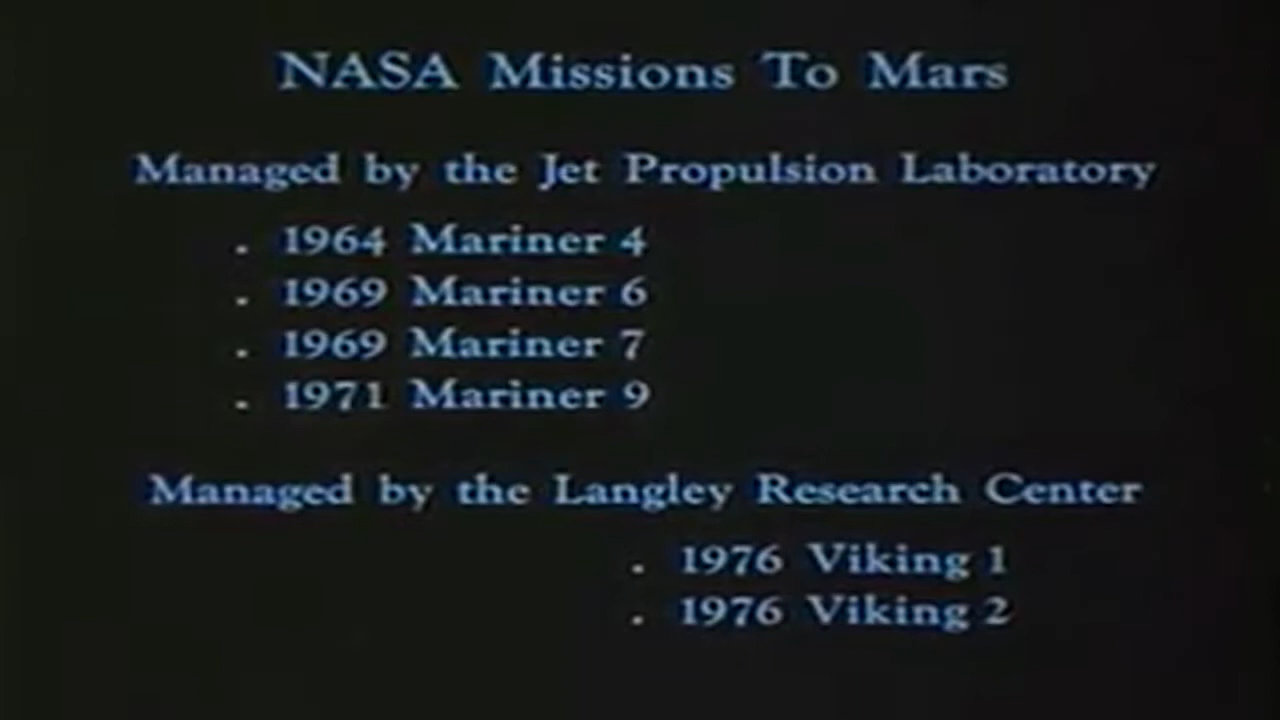 NASA Missions To Mars
Managed by the Jet Propulsion Laboratory
. 1964 Mariner 4
. 1969 Mariner 6
. 1969 Mariner 7
. 1971 Mariner 9
Managed by the Langley Research Center
. 1976 Viking 1
. 1976 Viking 2